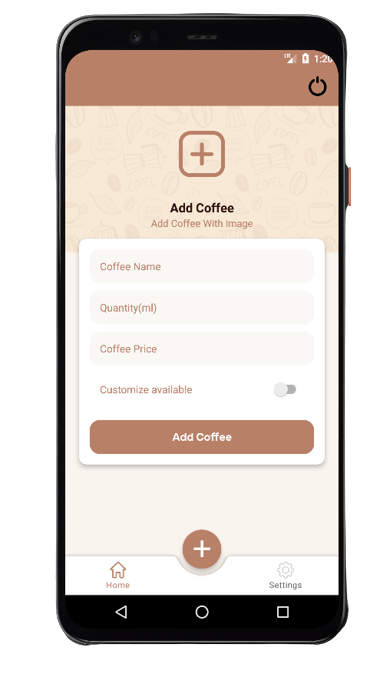 LTE 1:20
Add Coffee
Add Coffee With Image
Coffee Name
Quantity(ml)
Coffee Price
Customize available
Add Coffee
Home
Settings